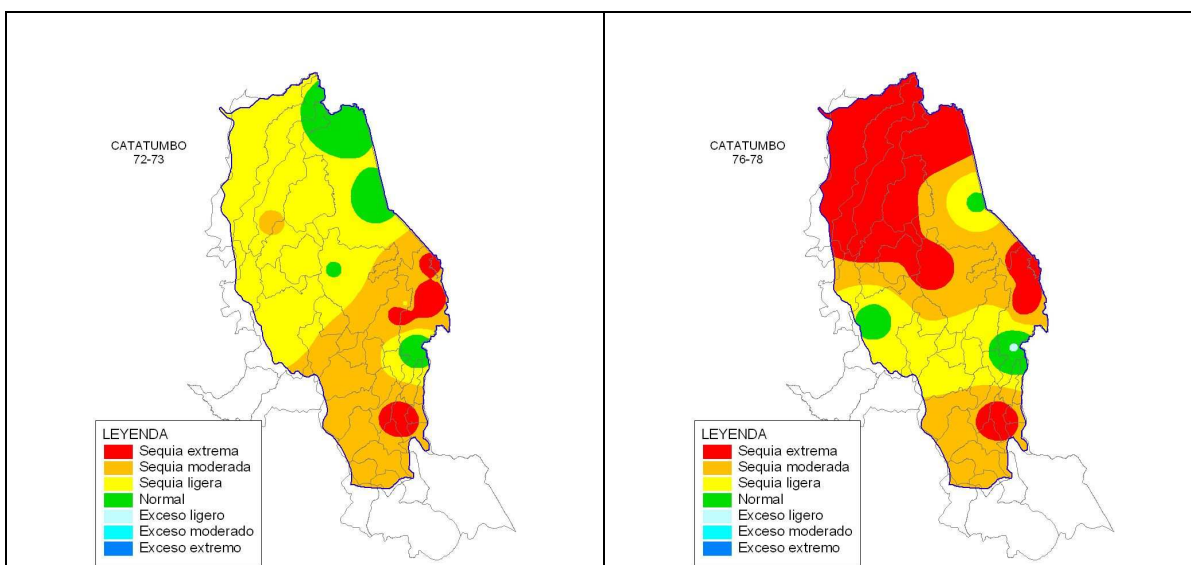 CATATUMBO
72-73
LEYENDA
Sequia extrema
Sequia moderada
Sequia ligera
Normal
Exceso ligero
Exceso moderado
Exceso extremo
CATATUMBO
76-78
LEYENDA
Sequia extrema
Sequia moderada
Sequia ligera
Normal
Exceso ligero
Exceso moderado
Exceso extremo